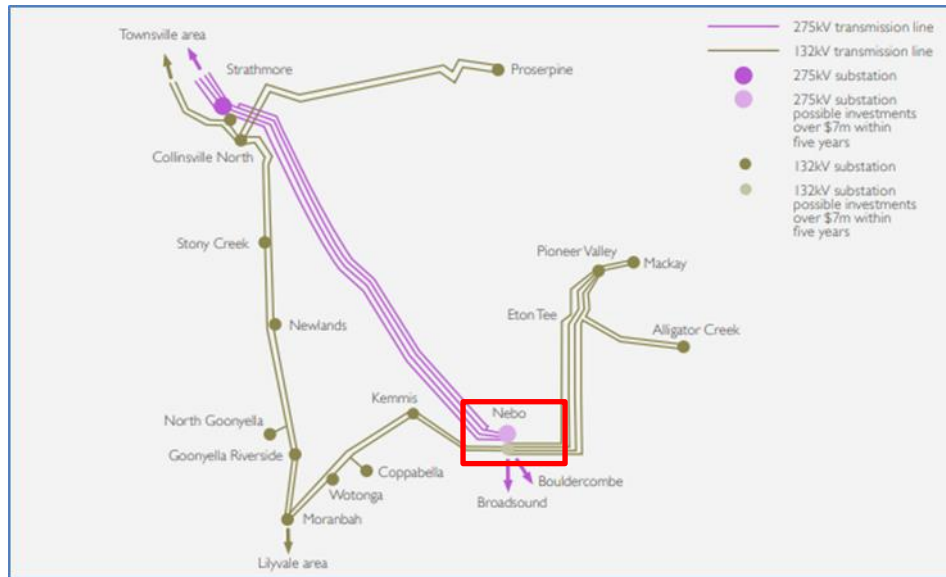 Townsville area
Strathmore
Proserpine
Collinsville North
275kV transmission line
132kV transmission line
275kV substation
275kV substation
possible investments
over $7m within
five years
132kV substation
132kV substation
possible investments
over $7m within
five years
Stony Creek
Pioneer Valley
Mackay
Newlands
Eton Tee
Alligator Creek
Kemmis
Nebo
North Goonyella
Goonyella Riverside
Coppabella
Wotonga
Bouldercombe
Broadsound
Moranbah
Lilyvale area